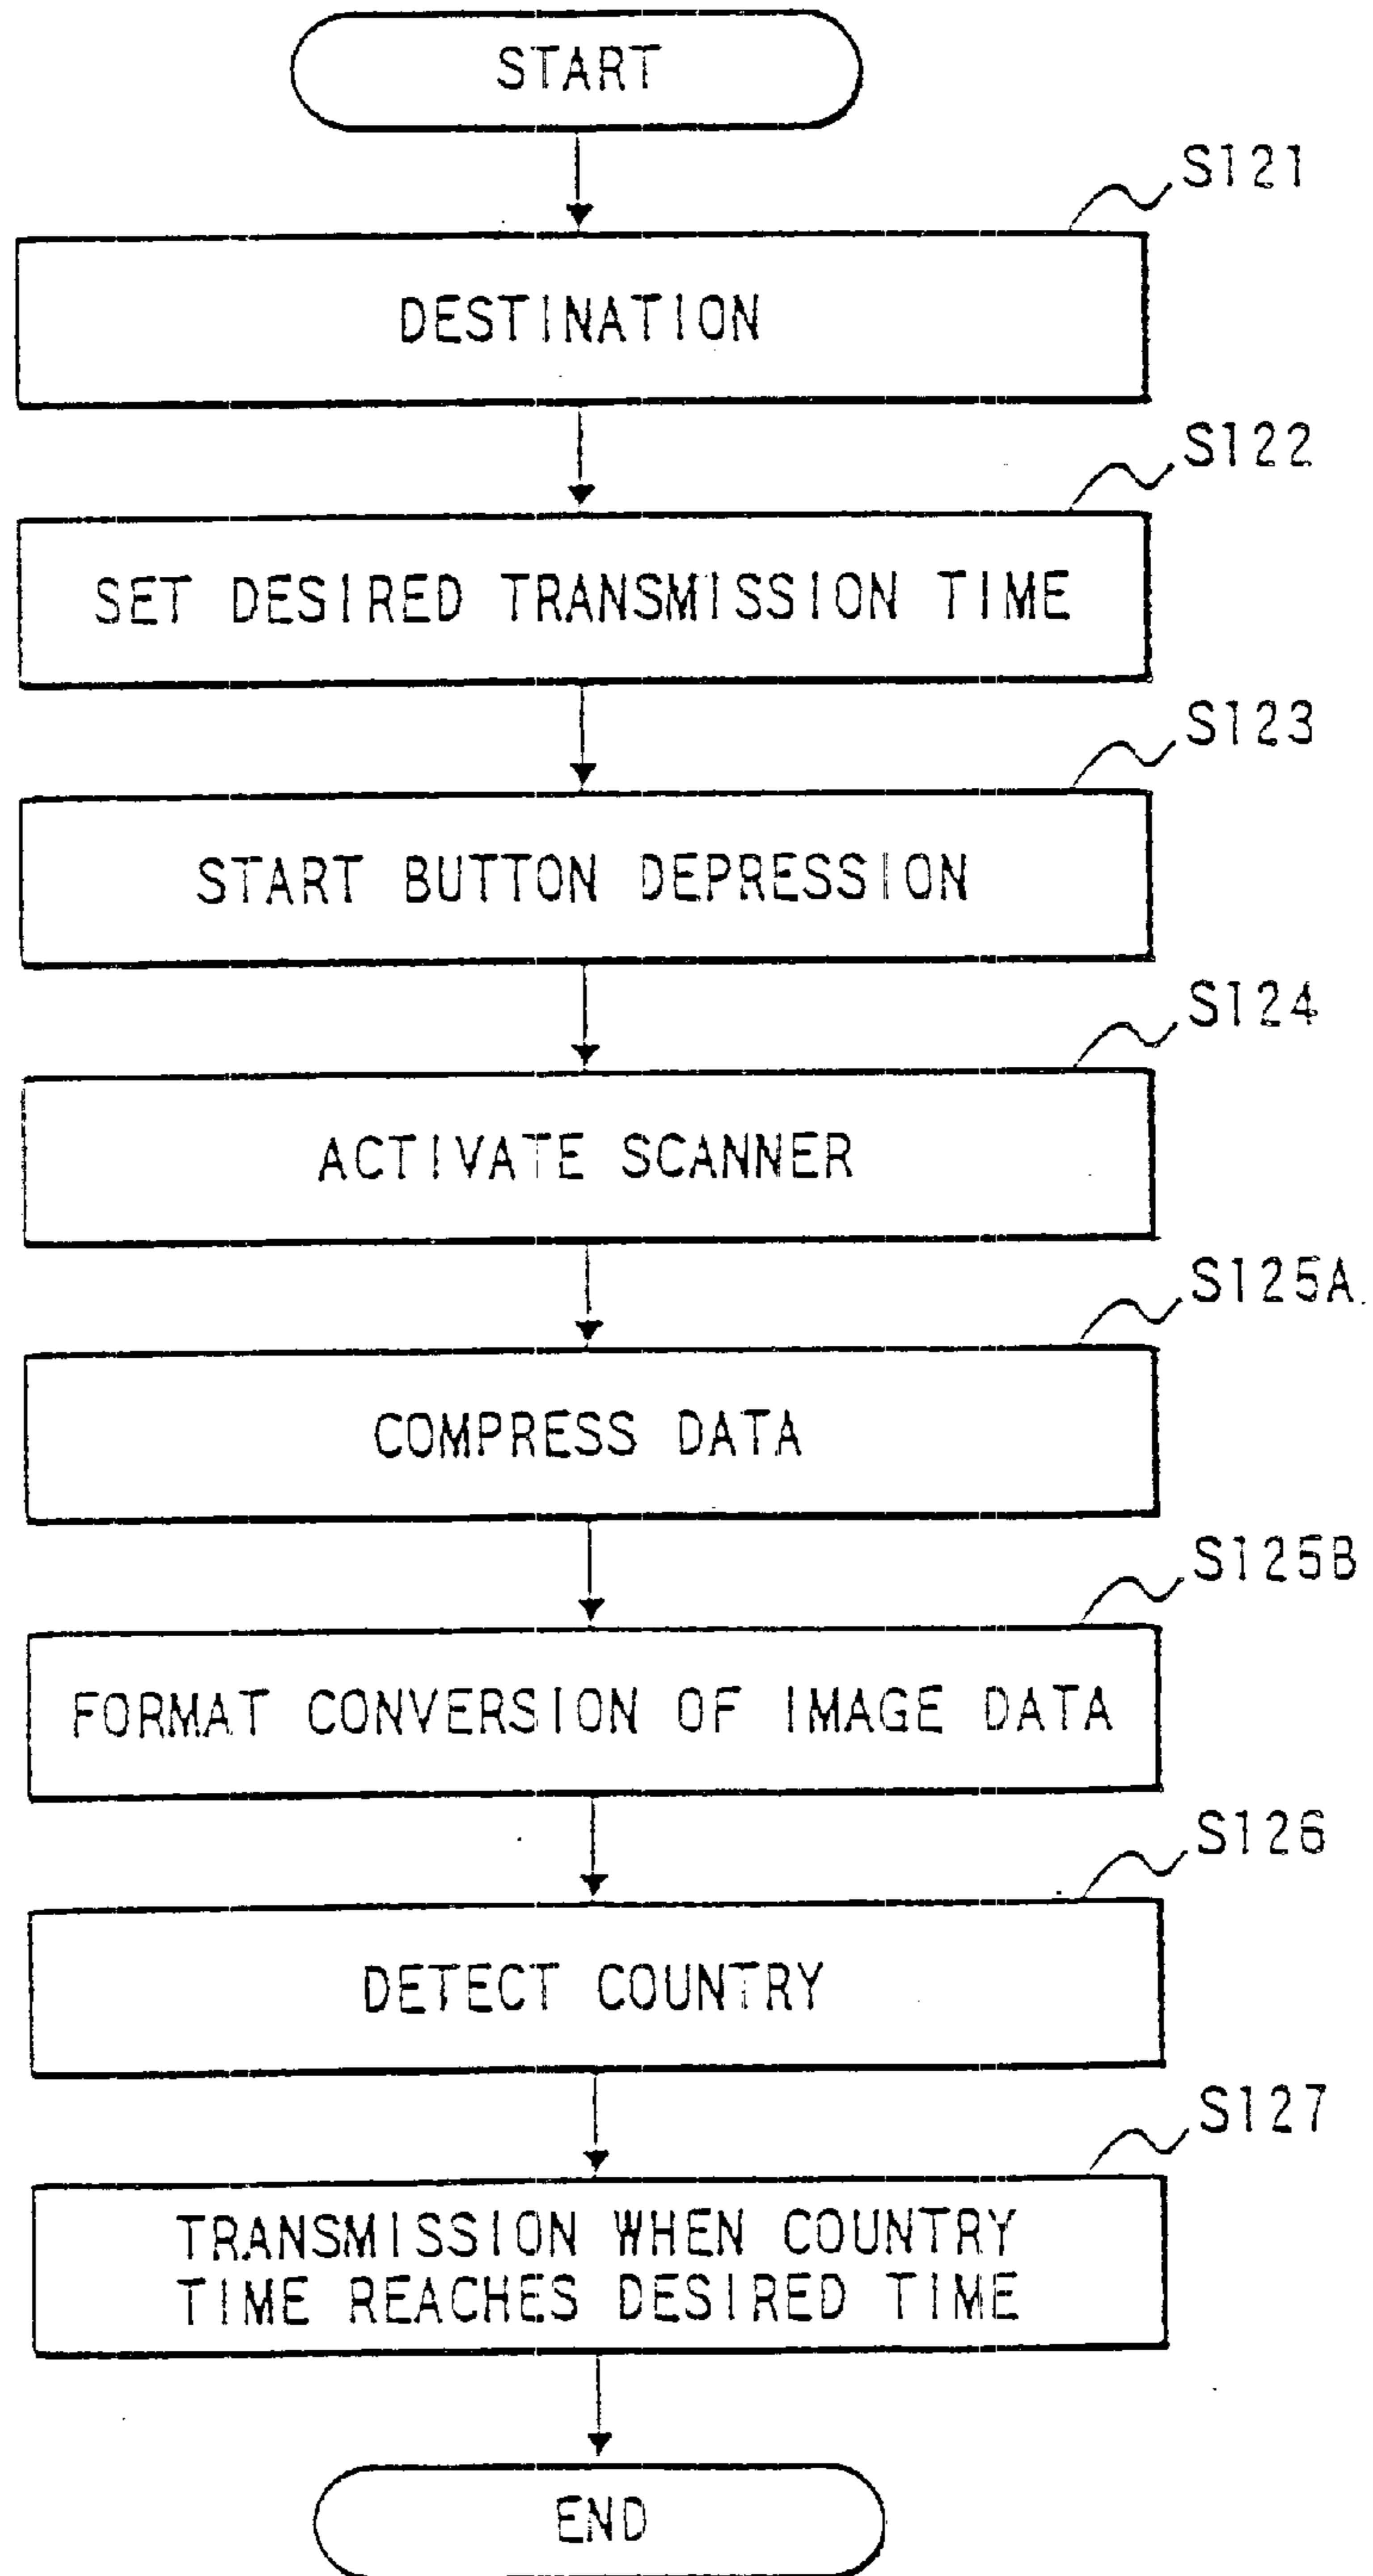 START
S121
DESTINATION
S122
SET DESIRED TRANSMISSION TIME
S123
START BUTTON DEPRESSION
S124
ACTIVATE SCANNER
S125A
COMPRESS DATA
S125B
FORMAT CONVERSION OF IMAGE DATA
S126
DETECT COUNTRY
S127
TRANSMISSION WHEN COUNTRY
TIME REACHES DESIRED TIME
END